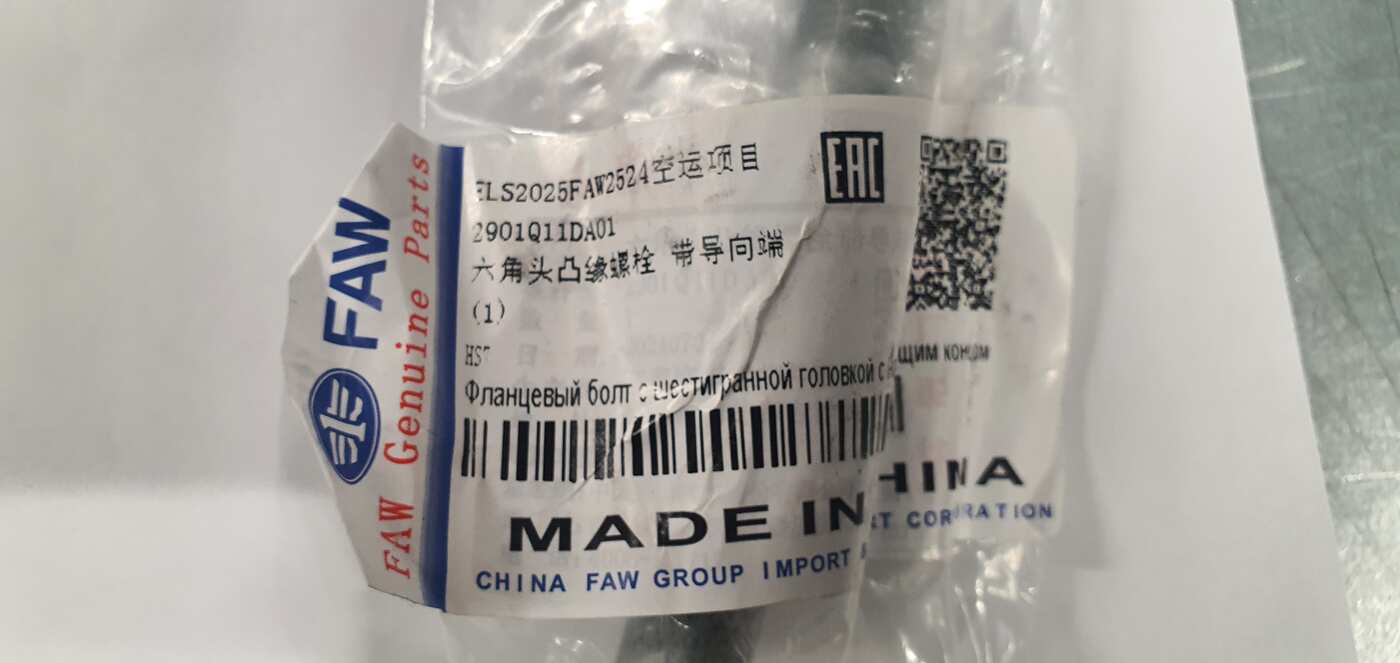 FAW
FAW Genuine Parts
ELS2025FAW2524空运项目
EAC
2901Q11DA01
六角头凸缘螺栓 带导向端
(1)
Фланцевый болт с шестигранной головкой с
щим концом
MADE IN
HINA
CHINA FAW GROUP IMPORT
CORPORATION